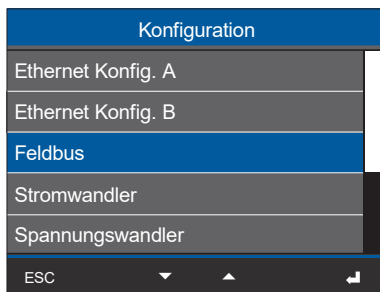 Konfiguration
Ethernet Konfig. A
Ethernet Konfig. B
Feldbus
Stromwandler
Spannungswandler
ESC